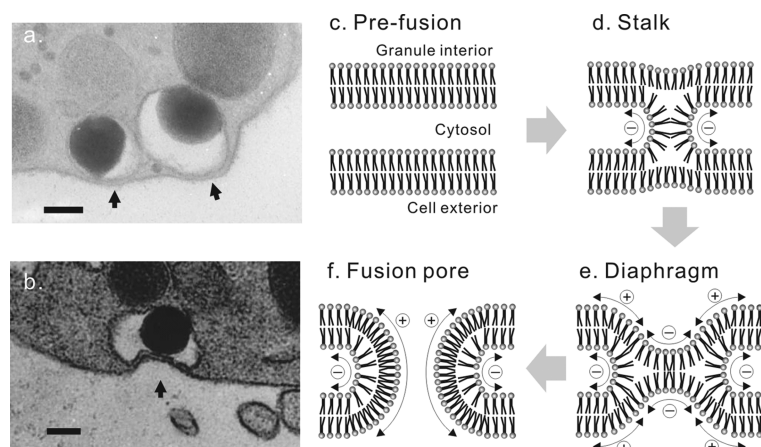 a.
c. Pre-fusion
Granule interior
Cytosol
Cell exterior
d. Stalk
−
−
b.
f. Fusion pore
+
+
−
−
e. Diaphragm
+
+
−
−
−
−
+
+